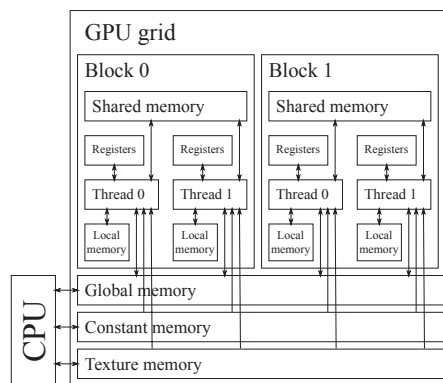 GPU grid
Block 0
Shared memory
Registers
Registers
Thread 0
Thread 1
Local
memory
Local
memory
Block 1
Shared memory
Registers
Registers
Thread 0
Thread 1
Local
memory
Local
memory
CPU
Global memory
Constant memory
Texture memory